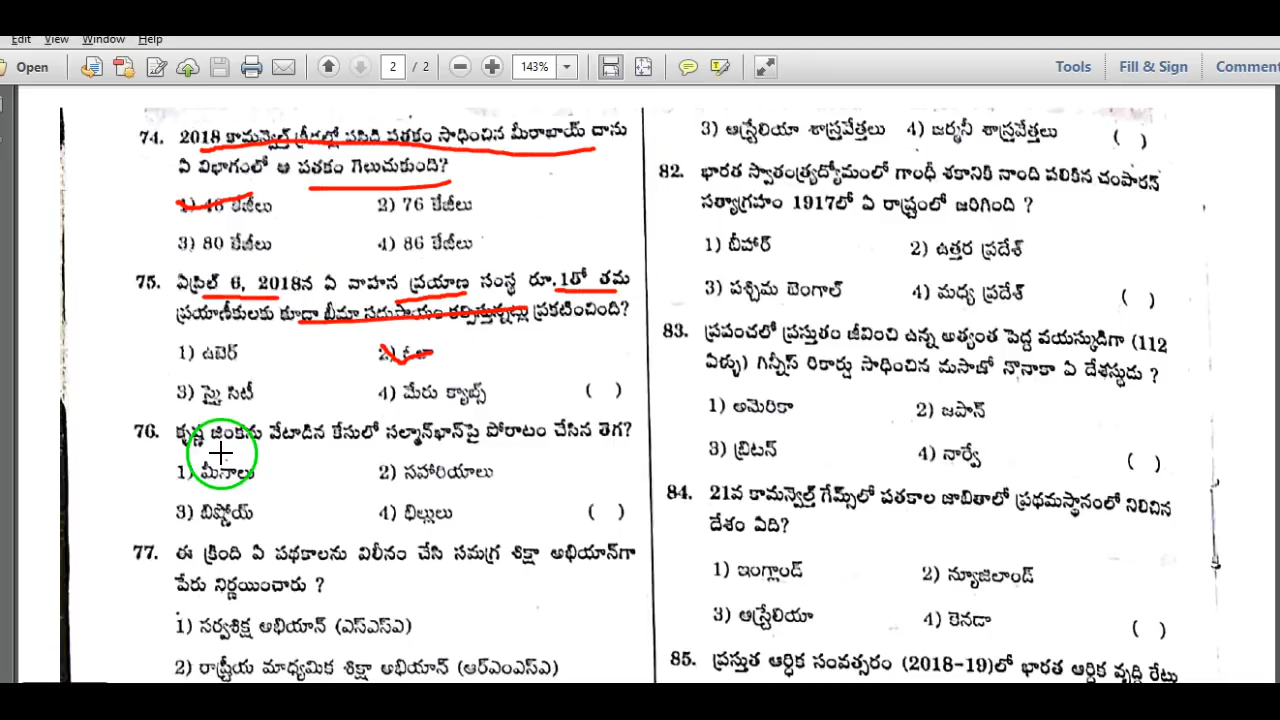 Edit View Window Help
Open 2 / 2 143% Tools Fill & Sign Comment
74. 2018 కామన్వెల్త్ క్రీడల్లో పసిడి పతకం సాధించిన మీరాబాయ్ చాను
ఏ విభాగంలో ఆ పతకం గెలుచుకుంది?
1) 48 కేజీలు 2) 76 కేజీలు
3) 80 కేజీలు 4) 86 కేజీలు
75. ఏప్రిల్ 6, 2018న ఏ వాహన ప్రయాణ సంస్థ రూ.1తో తమ
ప్రయాణీకులకు కూడా బీమా సదుపాయం కల్పిస్తున్నట్లు ప్రకటించింది?
1) ఉబెర్ 2)
3) స్కై సిటీ 4) మేరు క్యాబ్స్ ( )
76. కృష్ణ జింకను వేటాడిన కేసులో సల్మాన్‌ఖాన్‌పై పోరాటం చేసిన తెగ?
1) మీనాలు 2) సహారియాలు
3) బిష్ణోయ్ 4) భిల్లులు ( )
77. ఈ క్రింది ఏ పథకాలను విలీనం చేసి సమగ్ర శిక్షా అభియాన్‌గా
పేరు నిర్ణయించారు ?
1) సర్వశిక్ష అభియాన్ (ఎస్ఎస్ఏ)
2) రాష్ట్రీయ మాధ్యమిక శిక్షా అభియాన్ (ఆర్ఎంఎస్ఏ)
3) ఆస్ట్రేలియా శాస్త్రవేత్తలు 4) జర్మనీ శాస్త్రవేత్తలు ( )
82. భారత స్వాతంత్ర్యద్యోమంలో గాంధీ శకానికి నాంది పలికిన చంపారన్
సత్యాగ్రహం 1917లో ఏ రాష్ట్రంలో జరిగింది ?
1) బీహార్ 2) ఉత్తర ప్రదేశ్
3) పశ్చిమ బెంగాల్ 4) మధ్య ప్రదేశ్ ( )
83. ప్రపంచలో ప్రస్తుతం జీవించి ఉన్న అత్యంత పెద్ద వయస్కుడిగా (112
ఏళ్ళు) గిన్నీస్ రికార్డు సాధించిన మసాజో నొనాకా ఏ దేశస్థుడు ?
1) అమెరికా 2) జపాన్
3) బ్రిటన్ 4) నార్వే ( )
84. 21వ కామన్వెల్త్ గేమ్స్‌లో పతకాల జాబితాలో ప్రథమస్థానంలో నిలిచిన
దేశం ఏది?
1) ఇంగ్లాండ్ 2) న్యూజిలాండ్
3) ఆస్ట్రేలియా 4) కెనడా ( )
85. ప్రస్తుత ఆర్థిక సంవత్సరం (2018-19)లో భారత ఆర్థిక వృద్ధి రేటు